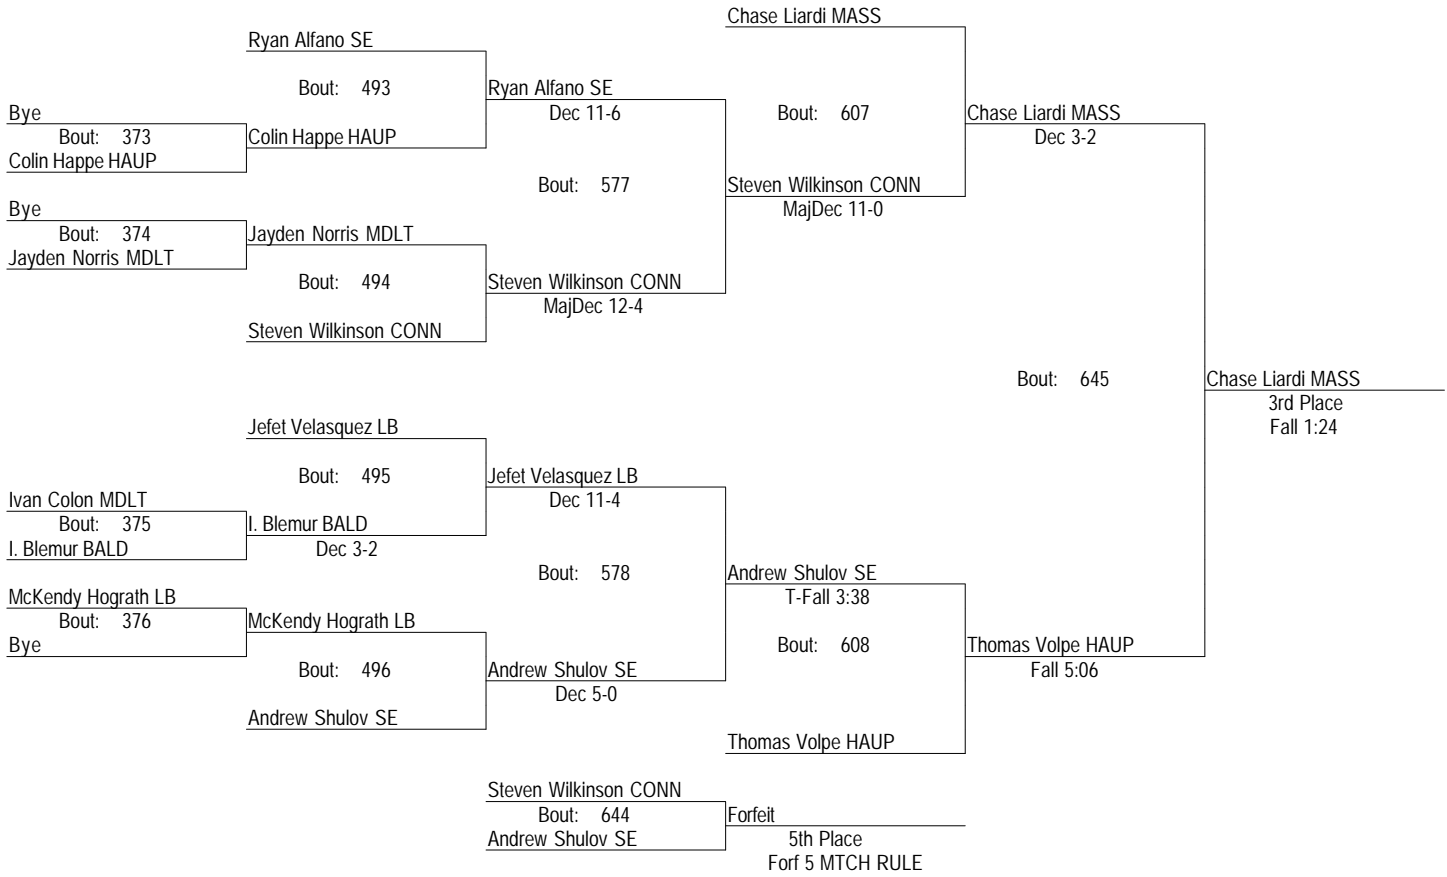 Chase Liardi MASS
Ryan Alfano SE
Bout: 493
Ryan Alfano SE
Dec 11-6
Bye
Bout: 373
Colin Happe HAUP
Colin Happe HAUP
Bout: 607
Chase Liardi MASS
Dec 3-2
Bout: 577
Steven Wilkinson CONN
MajDec 11-0
Bye
Bout: 374
Jayden Norris MDLT
Jayden Norris MDLT
Bout: 494
Steven Wilkinson CONN
MajDec 12-4
Steven Wilkinson CONN
Bout: 645
Chase Liardi MASS
3rd Place
Fall 1:24
Jefet Velasquez LB
Bout: 495
Jefet Velasquez LB
Dec 11-4
Ivan Colon MDLT
Bout: 375
I. Blemur BALD
I. Blemur BALD
Dec 3-2
Bout: 578
Andrew Shulov SE
T-Fall 3:38
McKendy Hograth LB
Bout: 376
Bye
McKendy Hograth LB
Bout: 608
Thomas Volpe HAUP
Fall 5:06
Bout: 496
Andrew Shulov SE
Dec 5-0
Andrew Shulov SE
Thomas Volpe HAUP
Steven Wilkinson CONN
Bout: 644
Andrew Shulov SE
Forfeit
5th Place
Forf 5 MTCH RULE